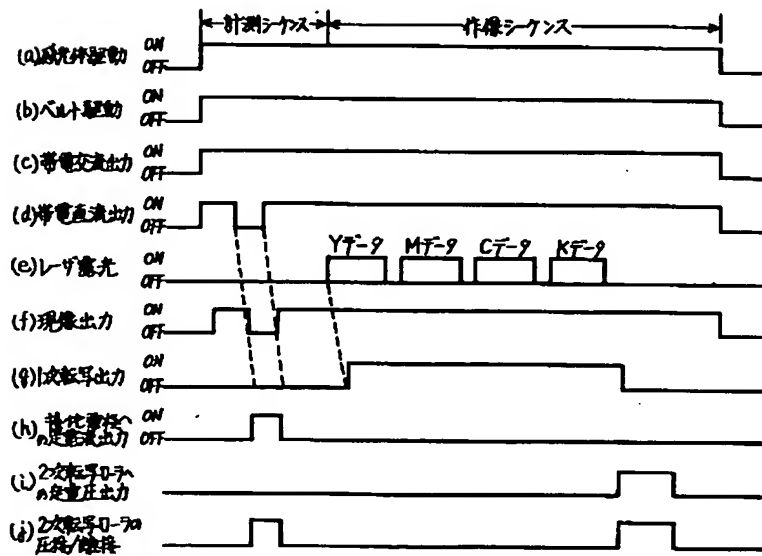 計測シーケンス
作像シーケンス
(a)感光体駆動 ON
OFF
(b)ベルト駆動 ON
OFF
(c)帯電交流出力 ON
OFF
(d)帯電直流出力 ON
OFF
Yデータ Mデータ Cデータ Kデータ
(e)レーザ露光 ON
OFF
(f)現像出力 ON
OFF
(g)1次転写出力 ON
OFF
(h) 電極へ ON
の定電流出力 OFF
(i) 2次転写ローラへ
の定電圧出力
(j) 2次転写ローラの
圧接/離接